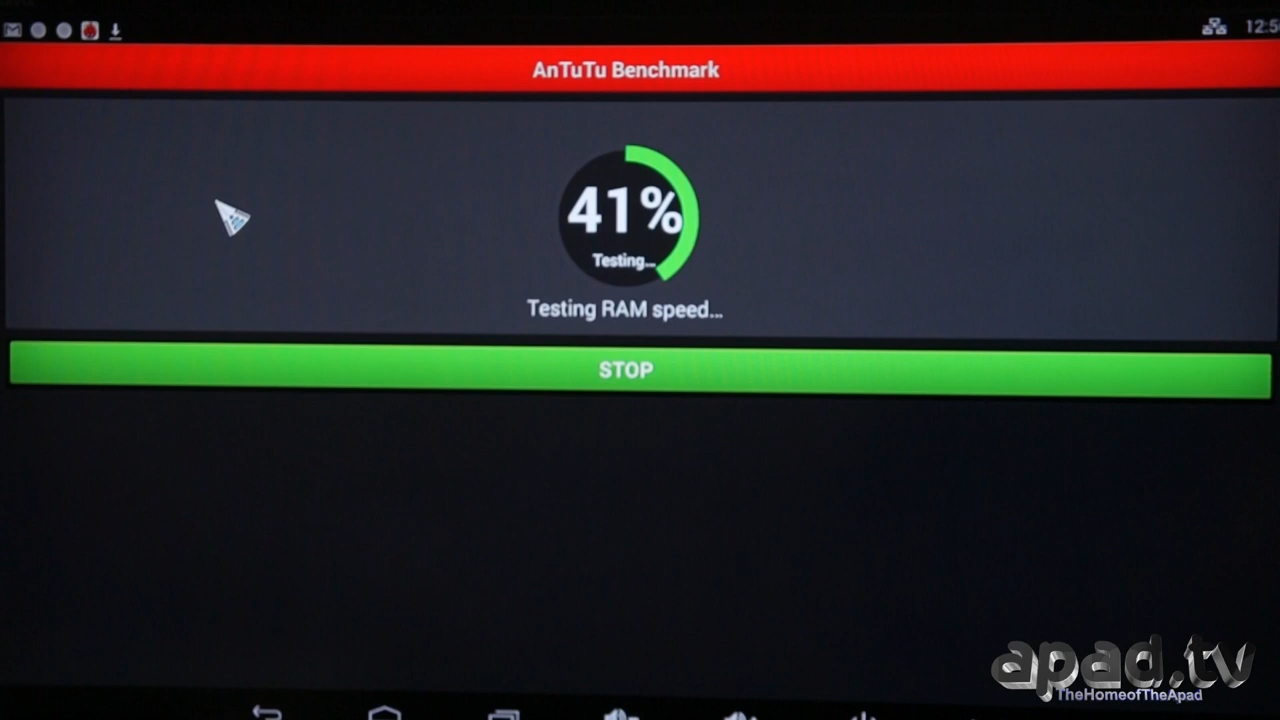 AnTuTu Benchmark
41%
Testing...
Testing RAM speed...
STOP
apad.tv
TheHomeofTheApad